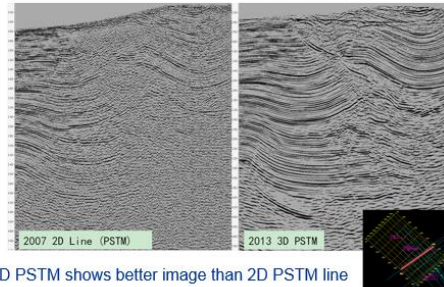 2007 2D Line (PSTM)
2013 3D PSTM
D PSTM shows better image than 2D PSTM line